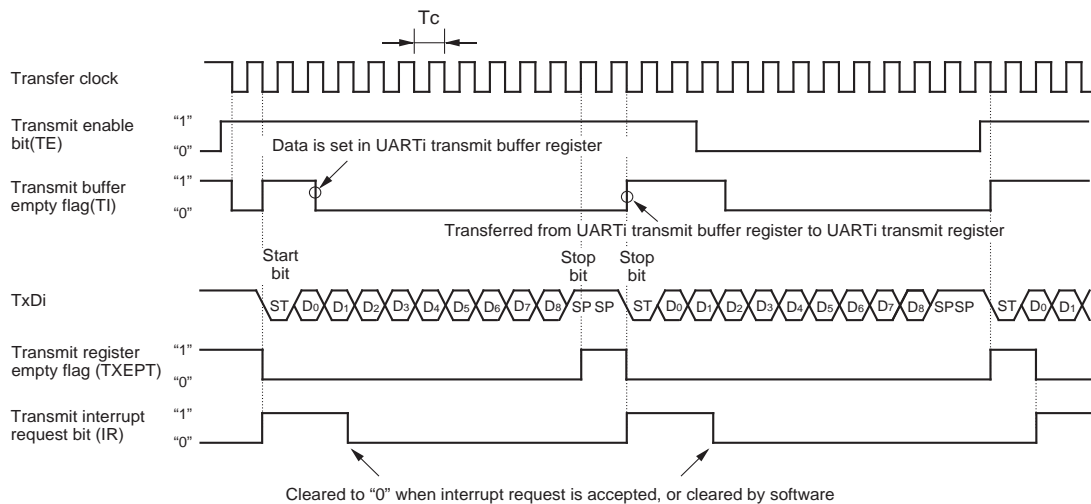 Tc
Transfer clock
Transmit enable
bit(TE)
“1”
“0”
Data is set in UARTi transmit buffer register
Transmit buffer
empty flag(TI)
“1”
“0”
Transferred from UARTi transmit buffer register to UARTi transmit register
Start
bit
Stop
bit
Stop
bit
TxDi
ST D0 D1 D2 D3 D4 D5 D6 D7 D8 SP SP ST D0 D1 D2 D3 D4 D5 D6 D7 D8 SPSP ST D0 D1
Transmit register
empty flag (TXEPT)
“1”
“0”
Transmit interrupt
request bit (IR)
“1”
“0”
Cleared to “0” when interrupt request is accepted, or cleared by software